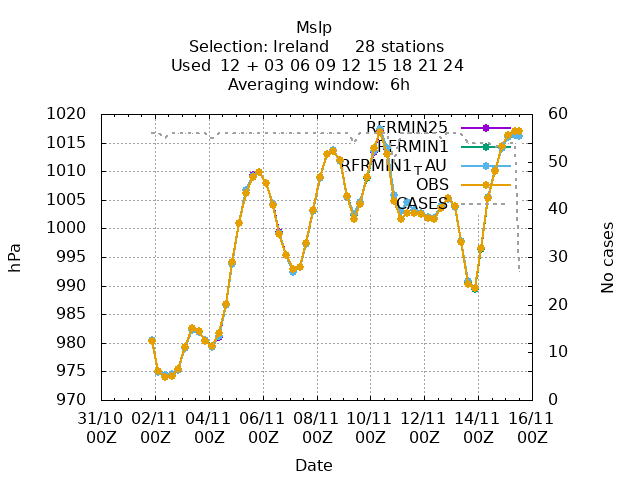 Mslp
Selection: Ireland 28 stations
Used 12 + 03 06 09 12 15 18 21 24
Averaging window: 6h
1020
1015
1010
1005
1000
995
990
985
980
975
970
hPa
60
50
40
30
20
10
0
No cases
RFRMIN25
RFRMIN1
RFRMIN1_AU
OBS
CASES
31/10 02/11 04/11 06/11 08/11 10/11 12/11 14/11 16/11
00Z 00Z 00Z 00Z 00Z 00Z 00Z 00Z 00Z
Date